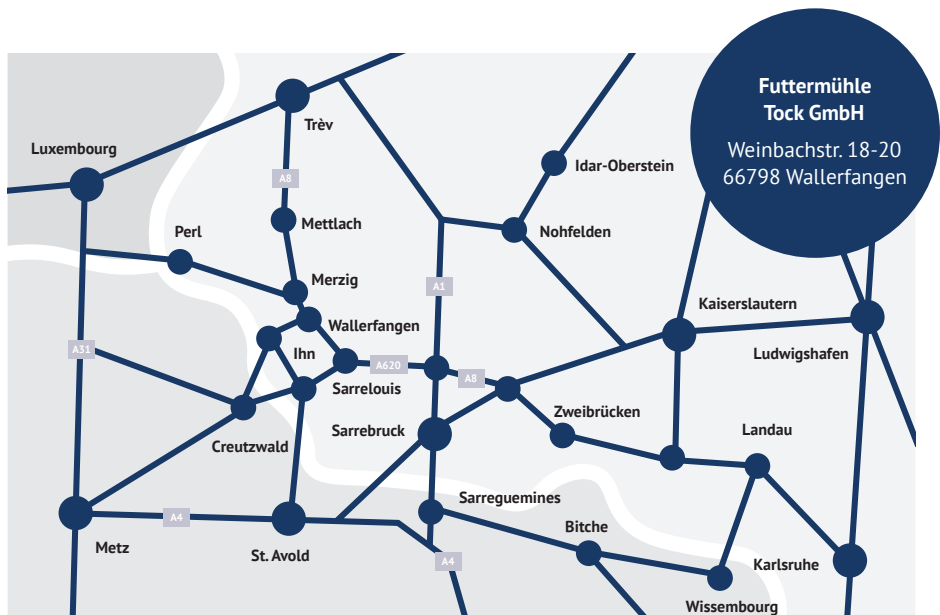 Futtermühle
Tock GmbH
Weinbachstr. 18-20
66798 Wallerfangen
Trèv
Luxembourg
Idar-Oberstein
A8
Mettlach
Perl
Nohfelden
Merzig
A1
Kaiserslautern
Wallerfangen
Ihn
A31
A620
Ludwigshafen
A8
Sarrelouis
Zweibrücken
Sarrebruck
Landau
Creutzwald
Sarreguemines
A4
Bitche
Metz
St. Avold
A4
Karlsruhe
Wissembourg